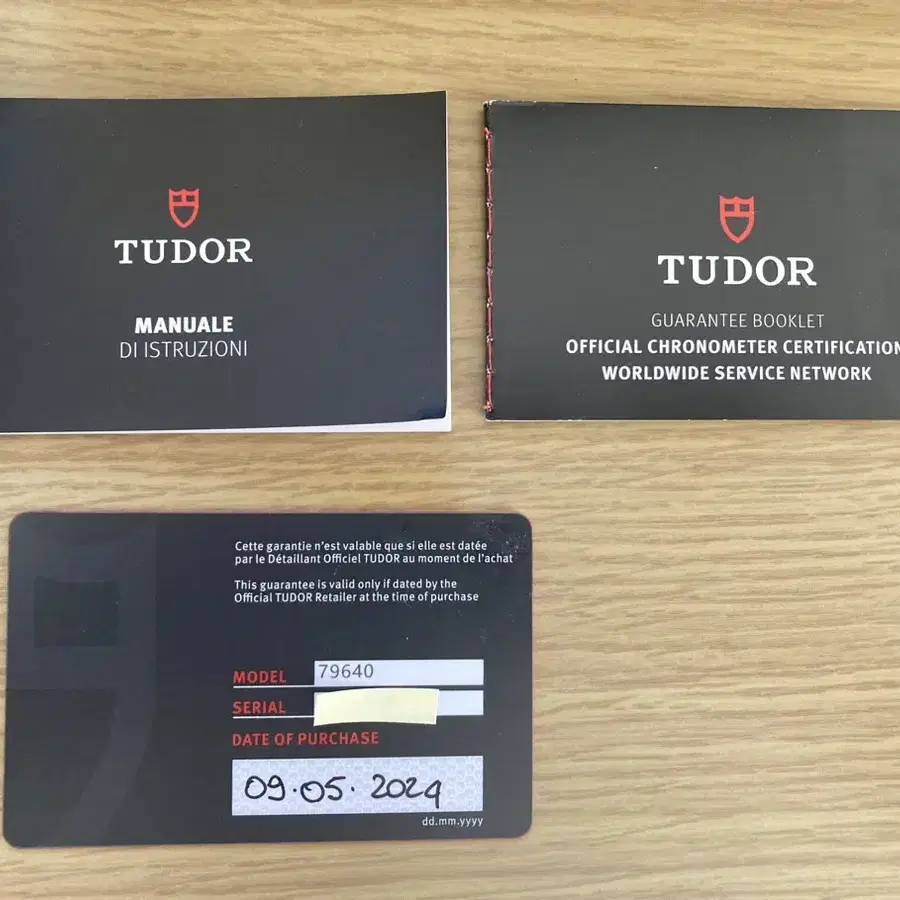 TUDOR
MANUALE
DI ISTRUZIONI
TUDOR
GUARANTEE BOOKLET
OFFICIAL CHRONOMETER CERTIFICATION
WORLDWIDE SERVICE NETWORK
Cette garantie n'est valable que si elle est datée
par le Détaillant Officiel TUDOR au moment de l'achat
This guarantee is valid only if dated by the
Official TUDOR Retailer at the time of purchase
MODEL 79640
SERIAL
DATE OF PURCHASE
09.05.2024
dd.mm.yyyy